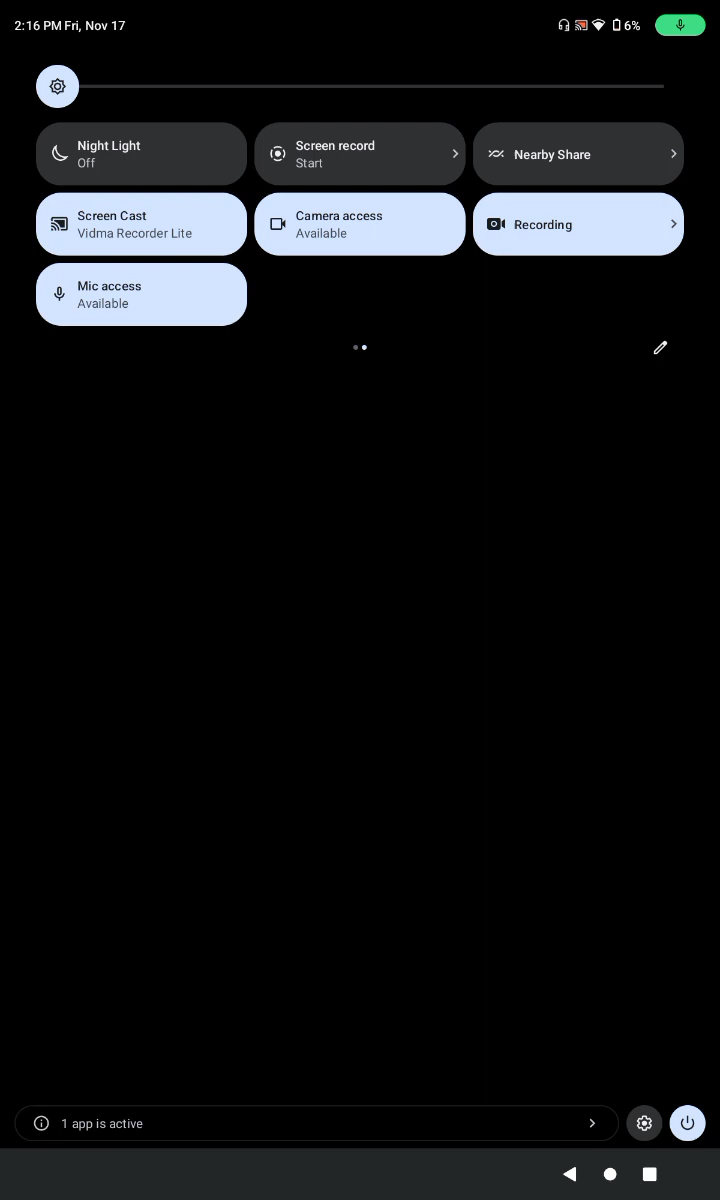 2:16 PM Fri, Nov 17
6%
Night Light
Off
Screen record
Start
Nearby Share
Screen Cast
Vidma Recorder Lite
Camera access
Available
Recording
Mic access
Available
1 app is active